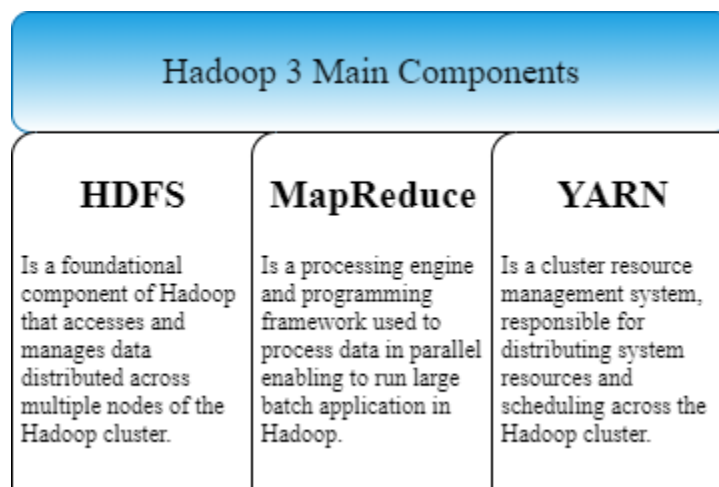 Hadoop 3 Main Components
HDFS
Is a foundational
component of Hadoop
that accesses and
manages data
distributed across
multiple nodes of the
Hadoop cluster.
MapReduce
Is a processing engine
and programming
framework used to
process data in parallel
enabling to run large
batch application in
Hadoop.
YARN
Is a cluster resource
management system,
responsible for
distributing system
resources and
scheduling across the
Hadoop cluster.